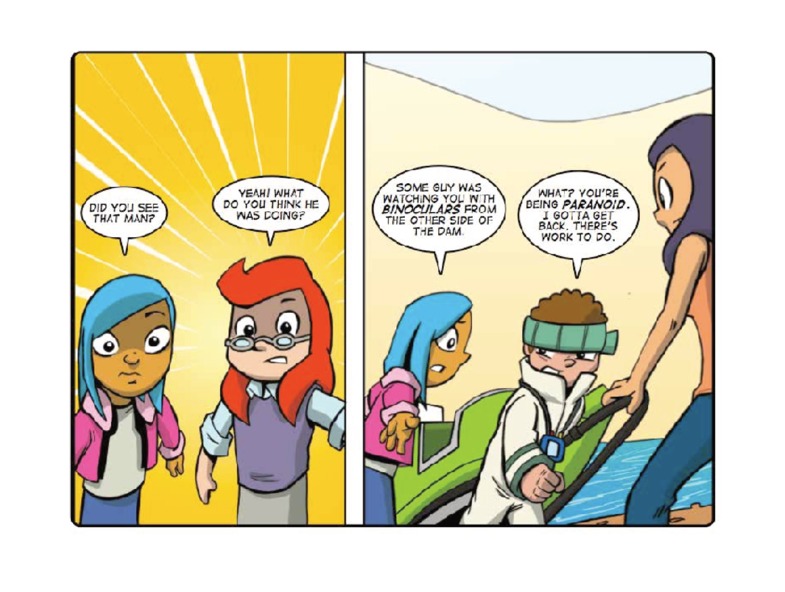 DID YOU SEE
THAT MAN?
YEAH! WHAT
DO YOU THINK HE
WAS DOING?
SOME GUY WAS
WATCHING YOU WITH
BINOCULARS FROM
THE OTHER SIDE OF
THE DAM.
WHAT? YOU'RE
BEING PARANOID.
I GOTTA GET
BACK. THERE'S
WORK TO DO.